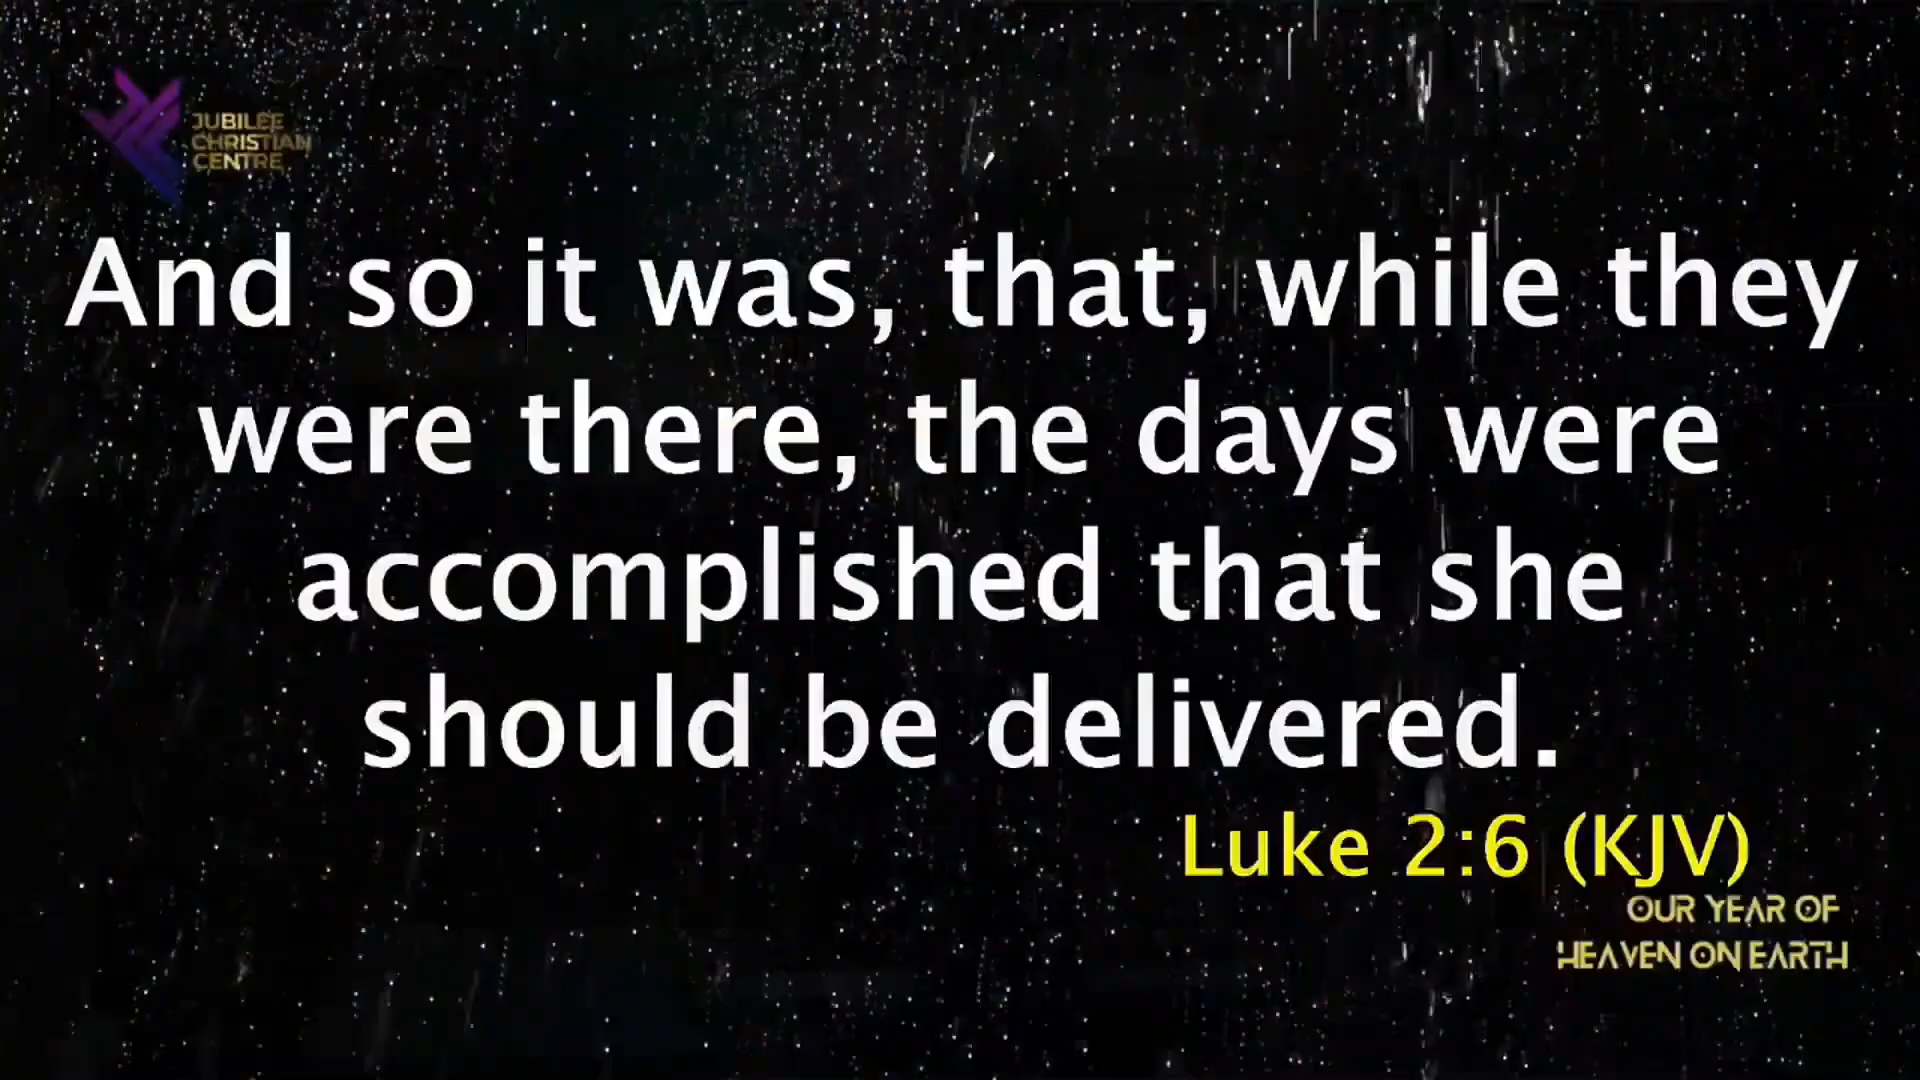 JUBILEE
CHRISTIAN
CENTRE
And so it was, that, while they
were there, the days were
accomplished that she
should be delivered.
Luke 2:6 (KJV)
OUR YEAR OF
HEAVEN ON EARTH